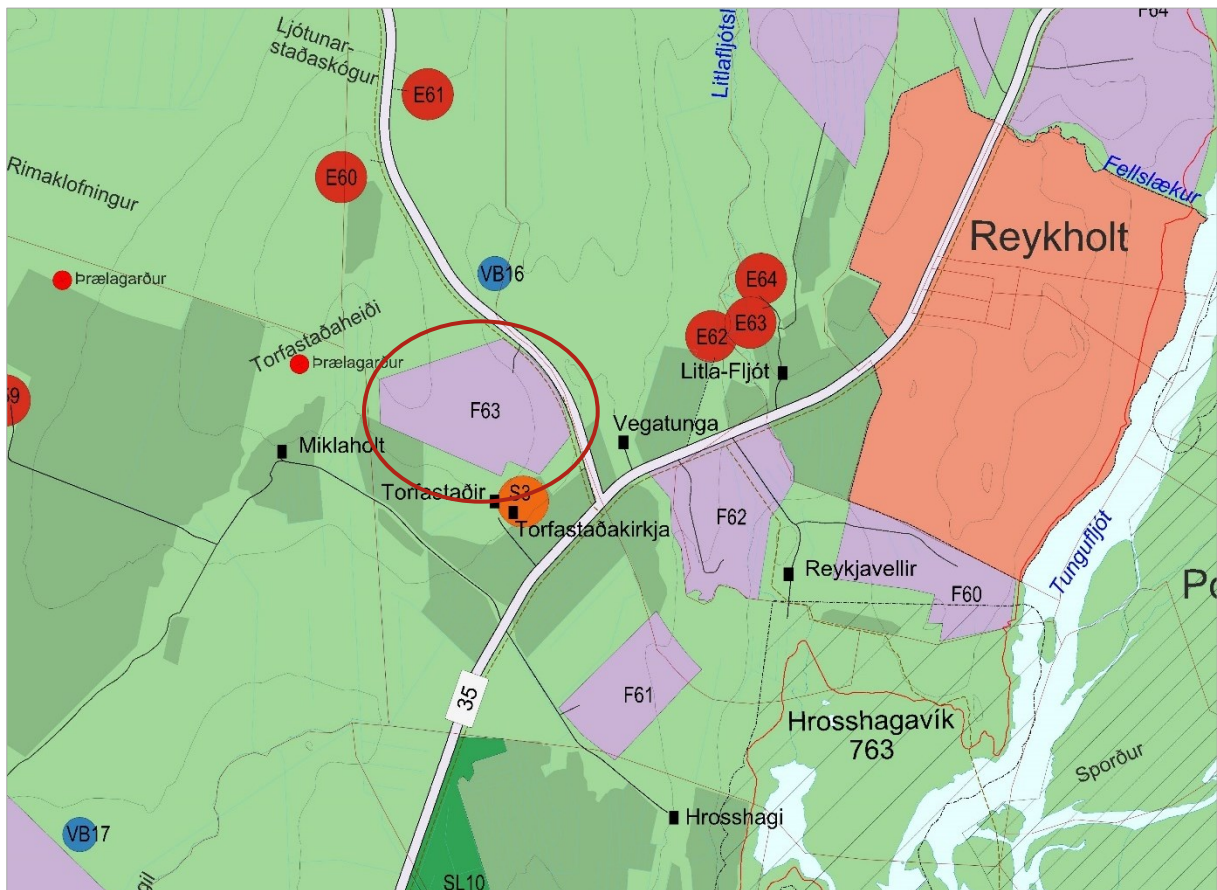 F64
Ljótunar-
staðaskógur
Litlafljótsl
E61
Rimaklofningur
E60
Fellslækur
Reykholt
VB16
Þrælagarður
E64
E63
E62
Torfastaðaheiði
Þrælagarður
Litla-Fljót
F63
Vegatunga
Miklaholt
Torfastaðir
S3
Torfastaðakirkja
F62
Reykjavellir
F60
Tungufljót
35
F61
Hrosshagavík
763
Sporður
Hrosshagi
VB17
SL10